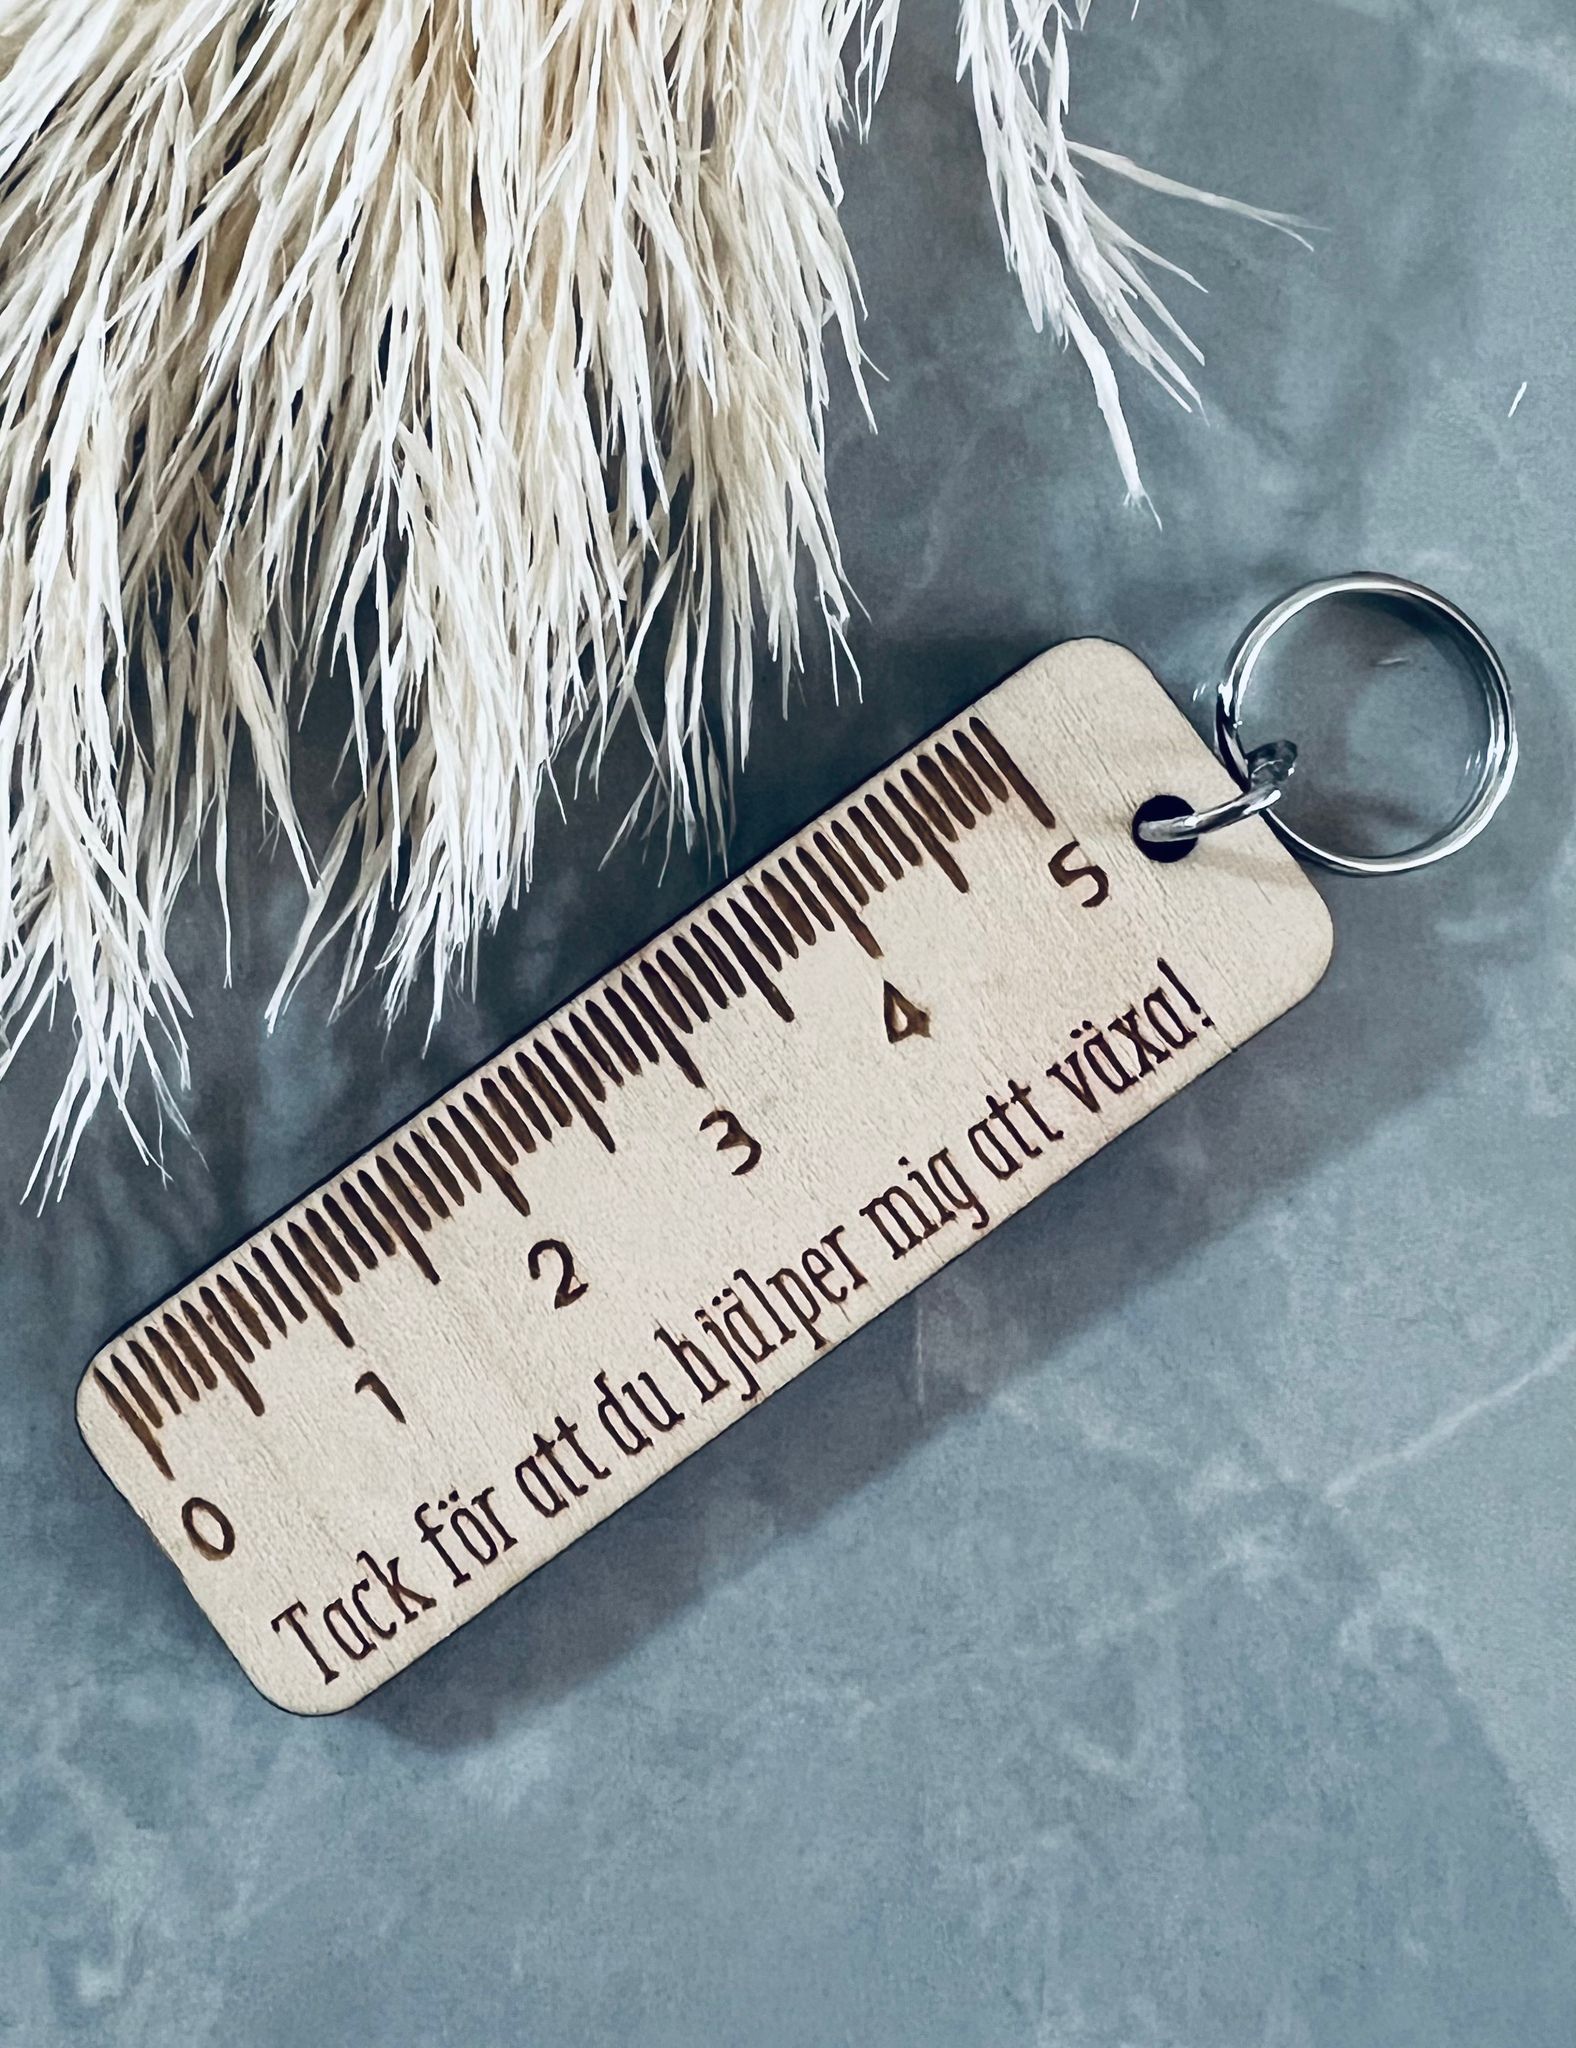 0 1 2 3 4 5
Tack för att du hjälper mig att växa!